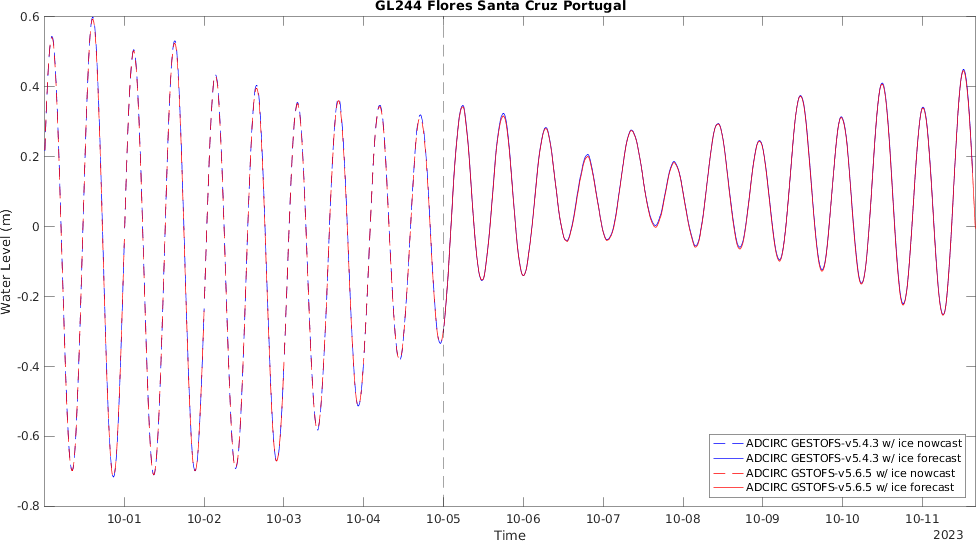 GL244 Flores Santa Cruz Portugal
0.6
0.4
0.2
0
-0.2
-0.4
-0.6
-0.8
Water Level (m)
ADCIRC GESTOFS-v5.4.3 w/ ice nowcast
ADCIRC GESTOFS-v5.4.3 w/ ice forecast
ADCIRC GSTOFS-v5.6.5 w/ ice nowcast
ADCIRC GSTOFS-v5.6.5 w/ ice forecast
10-01 10-02 10-03 10-04 10-05 10-06 10-07 10-08 10-09 10-10 10-11
Time
2023